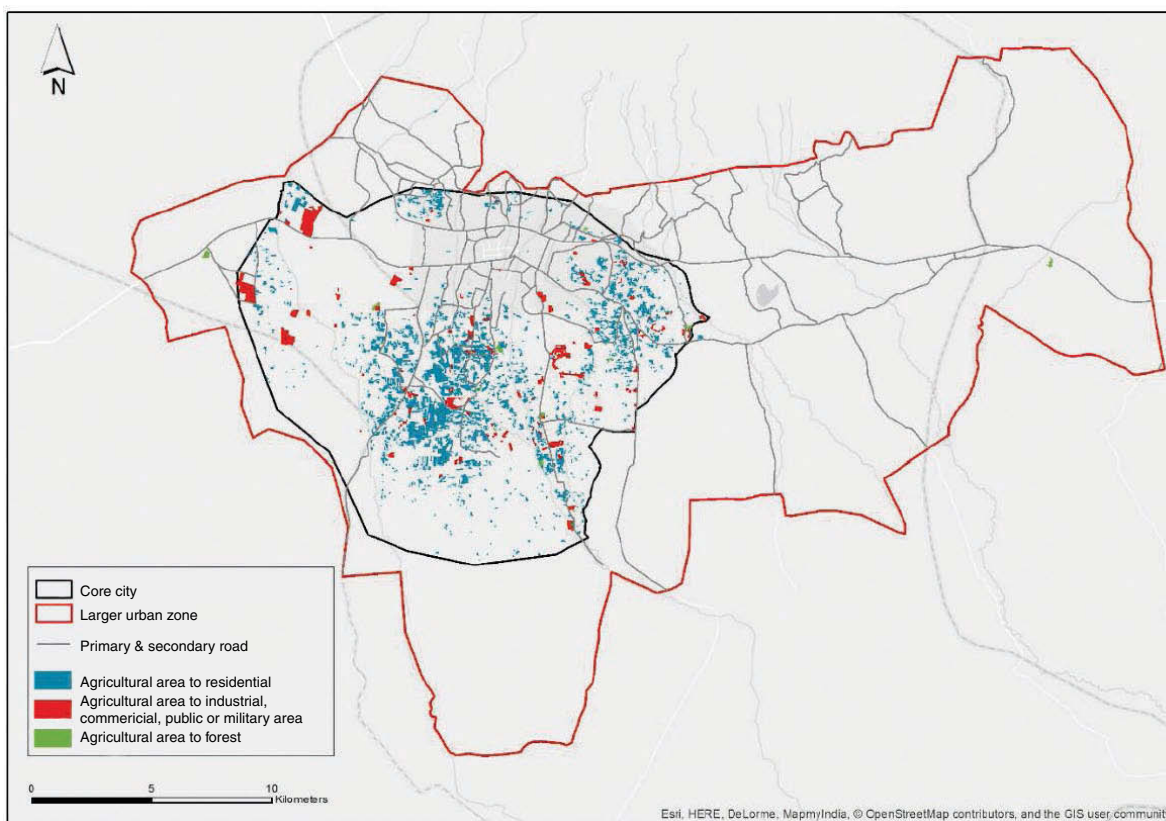 N
Core city
Larger urban zone
Primary & secondary road
Agricultural area to residential
Agricultural area to industrial,
commericial, public or military area
Agricultural area to forest
0 5 10
Kilometers
Esri, HERE, DeLorme, MapmyIndia, © OpenStreetMap contributors, and the GIS user communit